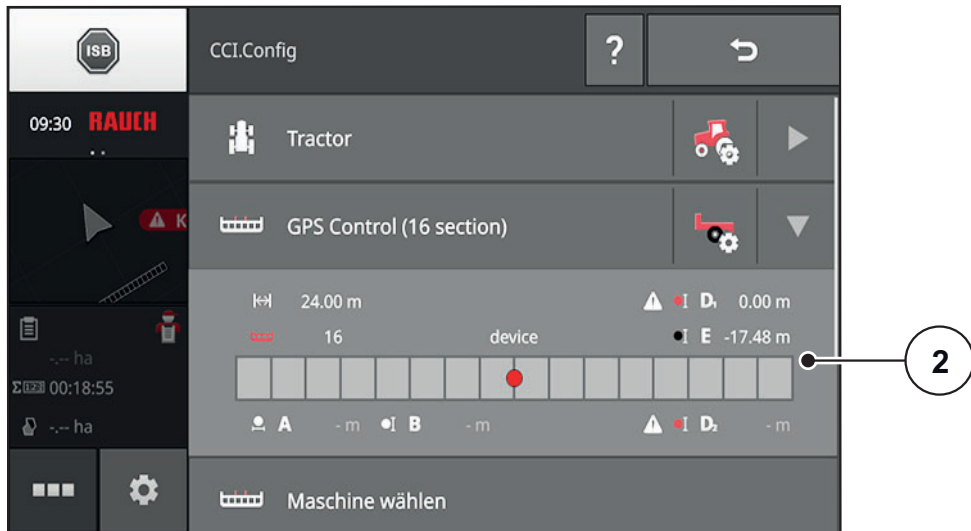 ISB
CCI.Config
?
09:30 RAUCH
Tractor
K
GPS Control (16 section)
24.00 m
D₁ 0.00 m
16
device
E -17.48 m
2
-.-- ha
Σ 123 00:18:55
-.-- ha
A - m
B - m
D₂ - m
Maschine wählen